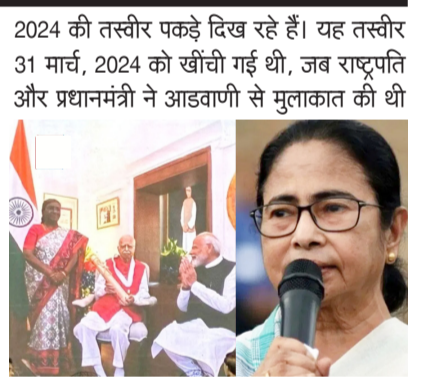 2024 की तस्वीर पकड़े दिख रहे हैं। यह तस्वीर
31 मार्च, 2024 को खींची गई थी, जब राष्ट्रपति
और प्रधानमंत्री ने आडवाणी से मुलाकात की थी